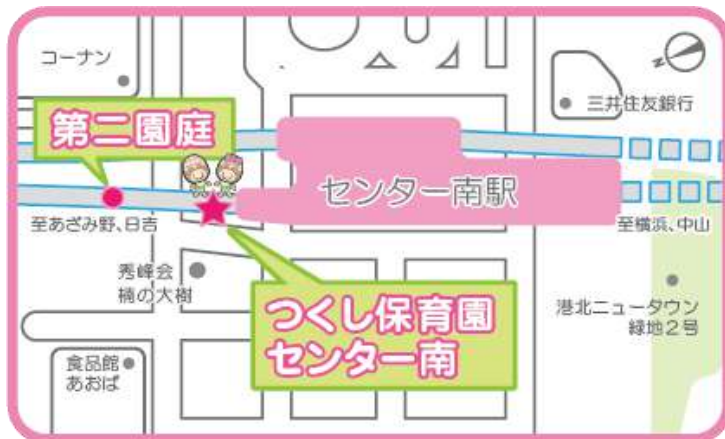 コーナン
z
三井住友銀行
第二園庭
センター南駅
至あざみ野、日吉
至横浜、中山
秀峰会
楠の大樹
つくし保育園
センター南
港北ニュータウン
緑地2号
食品館
あおば